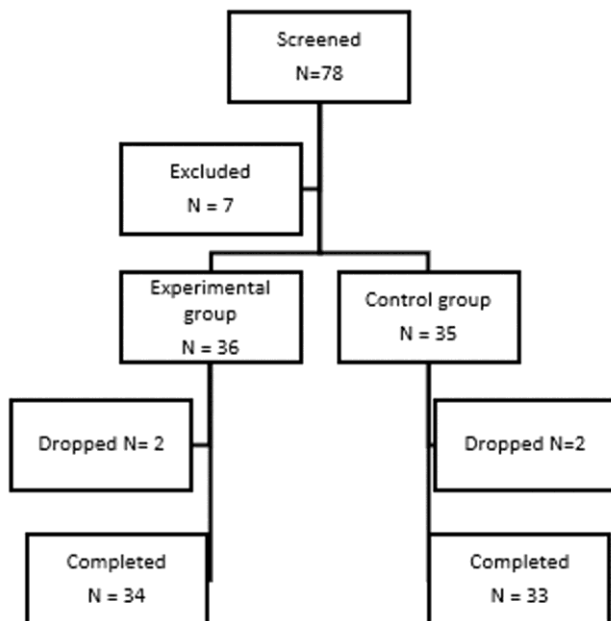 Screened
N=78
Excluded
N = 7
Experimental
group
N = 36
Control group
N = 35
Dropped N= 2
Dropped N=2
Completed
N = 34
Completed
N = 33